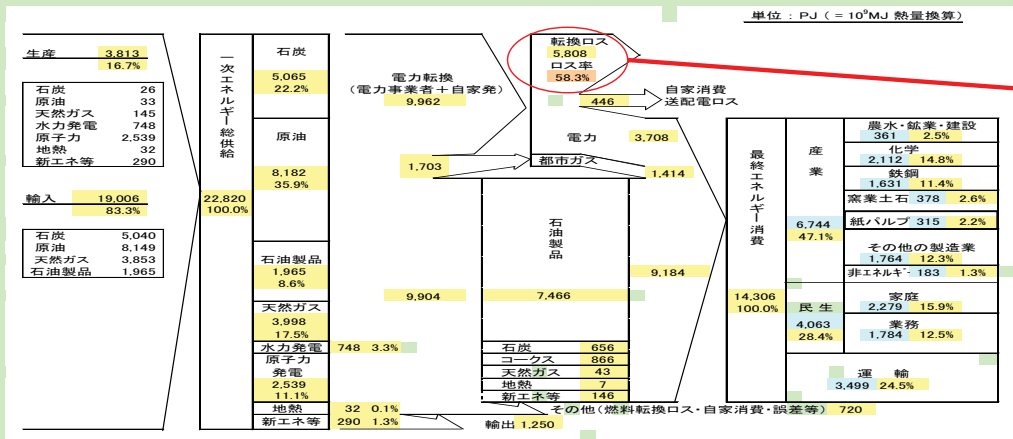 単位 : PJ ( = 10⁹MJ 熱量換算)
生産 3,813
16.7%
石炭 26
原油 33
天然ガス 145
水力発電 748
原子力 2,539
地熱 32
新エネ等 290
輸入 19,006
83.3%
石炭 5,040
原油 8,149
天然ガス 3,853
石油製品 1,965
一次エネルギー総供給
22,820
100.0%
石炭
5,065
22.2%
原油
8,182
35.9%
石油製品
1,965
8.6%
天然ガス
3,998
17.5%
水力発電 748 3.3%
原子力
発電
2,539
11.1%
地熱 32 0.1%
新エネ等 290 1.3%
電力転換
(電力事業者+自家発)
9,962
1,703
9,904
転換ロス
5,808
ロス率
58.3%
446
自家消費
送配電ロス
電力 3,708
都市ガス
1,414
石油製品
7,466
9,184
石炭 656
コークス 866
天然ガス 43
地熱 7
新エネ等 146
その他(燃料転換ロス・自家消費・誤差等) 720
輸出 1,250
最終エネルギー消費
14,306
100.0%
産業
6,744
47.1%
農水・鉱業・建設
361 2.5%
化学
2,112 14.8%
鉄鋼
1,631 11.4%
窯業土石 378 2.6%
紙パルプ 315 2.2%
その他の製造業
1,764 12.3%
非エネルギー 183 1.3%
民生
4,063
28.4%
家庭
2,279 15.9%
業務
1,784 12.5%
運輸
3,499 24.5%